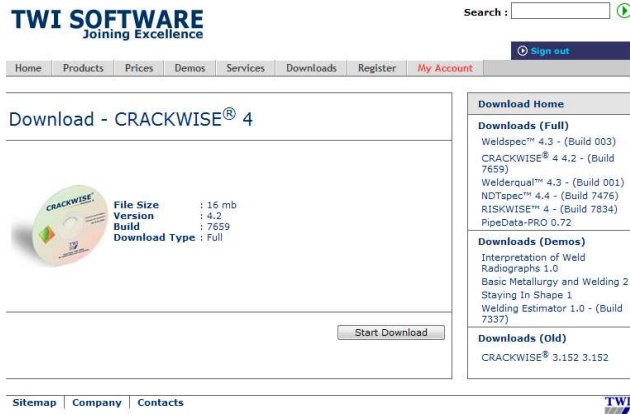 TWI SOFTWARE
Joining Excellence
Search :
Sign out
Home Products Prices Demos Services Downloads Register My Account
Download - CRACKWISE® 4
CRACKWISE®
File Size : 16 mb
Version : 4.2
Build : 7659
Download Type : Full
Start Download
Download Home
Downloads (Full)
Weldspec™ 4.3 - (Build 003)
CRACKWISE® 4 4.2 - (Build
7659)
Welderqual™ 4.3 - (Build 001)
NDTspec™ 4.4 - (Build 7476)
RISKWISE™ 4 - (Build 7834)
PipeData-PRO 0.72
Downloads (Demos)
Interpretation of Weld
Radiographs 1.0
Basic Metallurgy and Welding 2
Staying In Shape 1
Welding Estimator 1.0 - (Build
7337)
Downloads (Old)
CRACKWISE® 3.152 3.152
Sitemap | Company | Contacts
TWI